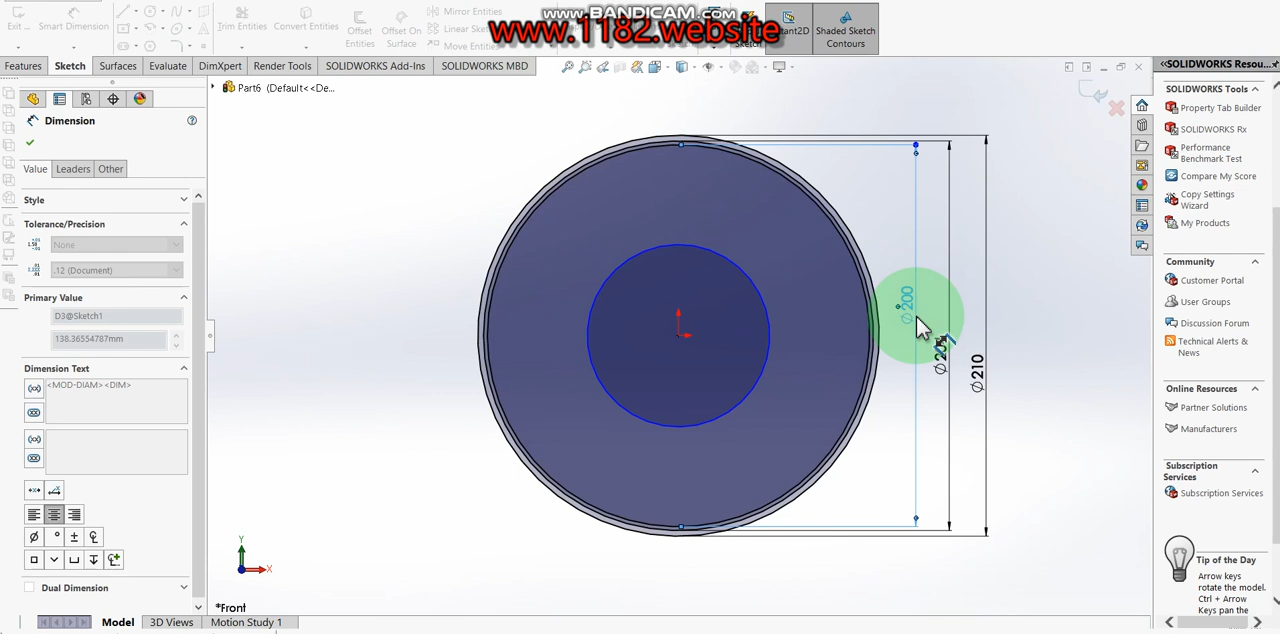 www.BANDICAM.com
www.1182.website
Exit...
Smart Dimension
Trim Entities
Convert Entities
Offset Entities
Offset On Surface
Mirror Entities
Linear Sketch
Move Entities
Sketch
Shaded Sketch Contours
Features
Sketch
Surfaces
Evaluate
DimXpert
Render Tools
SOLIDWORKS Add-Ins
SOLIDWORKS MBD
Part6 (Default<<De...
Dimension
Value
Leaders
Other
Style
Tolerance/Precision
None
.12 (Document)
Primary Value
D3@Sketch1
138.36554787mm
Dimension Text
<MOD-DIAM><DIM>
Dual Dimension
Model
3D Views
Motion Study 1
Ø200
Ø210
Y
X
*Front
SOLIDWORKS Resou...
SOLIDWORKS Tools
Property Tab Builder
SOLIDWORKS Rx
Performance
Benchmark Test
Compare My Score
Copy Settings
Wizard
My Products
Community
Customer Portal
User Groups
Discussion Forum
Technical Alerts &
News
Online Resources
Partner Solutions
Manufacturers
Subscription
Services
Subscription Services
Tip of the Day
Arrow keys
rotate the model.
Ctrl + Arrow
Keys pan the